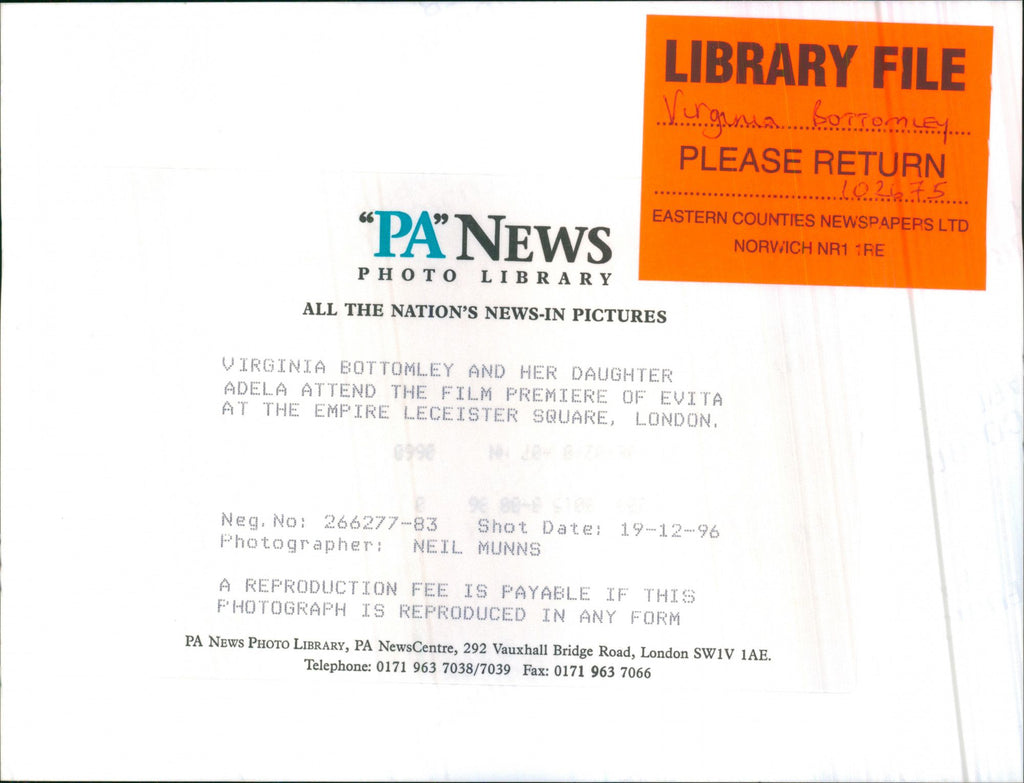 LIBRARY FILE
Virginia Bottomley
PLEASE RETURN
102675
EASTERN COUNTIES NEWSPAPERS LTD
NORWICH NR1 1RE
"PA" NEWS
PHOTO LIBRARY
ALL THE NATION'S NEWS-IN PICTURES
VIRGINIA BOTTOMLEY AND HER DAUGHTER
ADELA ATTEND THE FILM PREMIERE OF EVITA
AT THE EMPIRE LECEISTER SQUARE, LONDON.
Neg.No: 266277-83 Shot Date: 19-12-96
Photographer: NEIL MUNNS
A REPRODUCTION FEE IS PAYABLE IF THIS
PHOTOGRAPH IS REPRODUCED IN ANY FORM
PA NEWS PHOTO LIBRARY, PA NewsCentre, 292 Vauxhall Bridge Road, London SW1V 1AE.
Telephone: 0171 963 7038/7039 Fax: 0171 963 7066